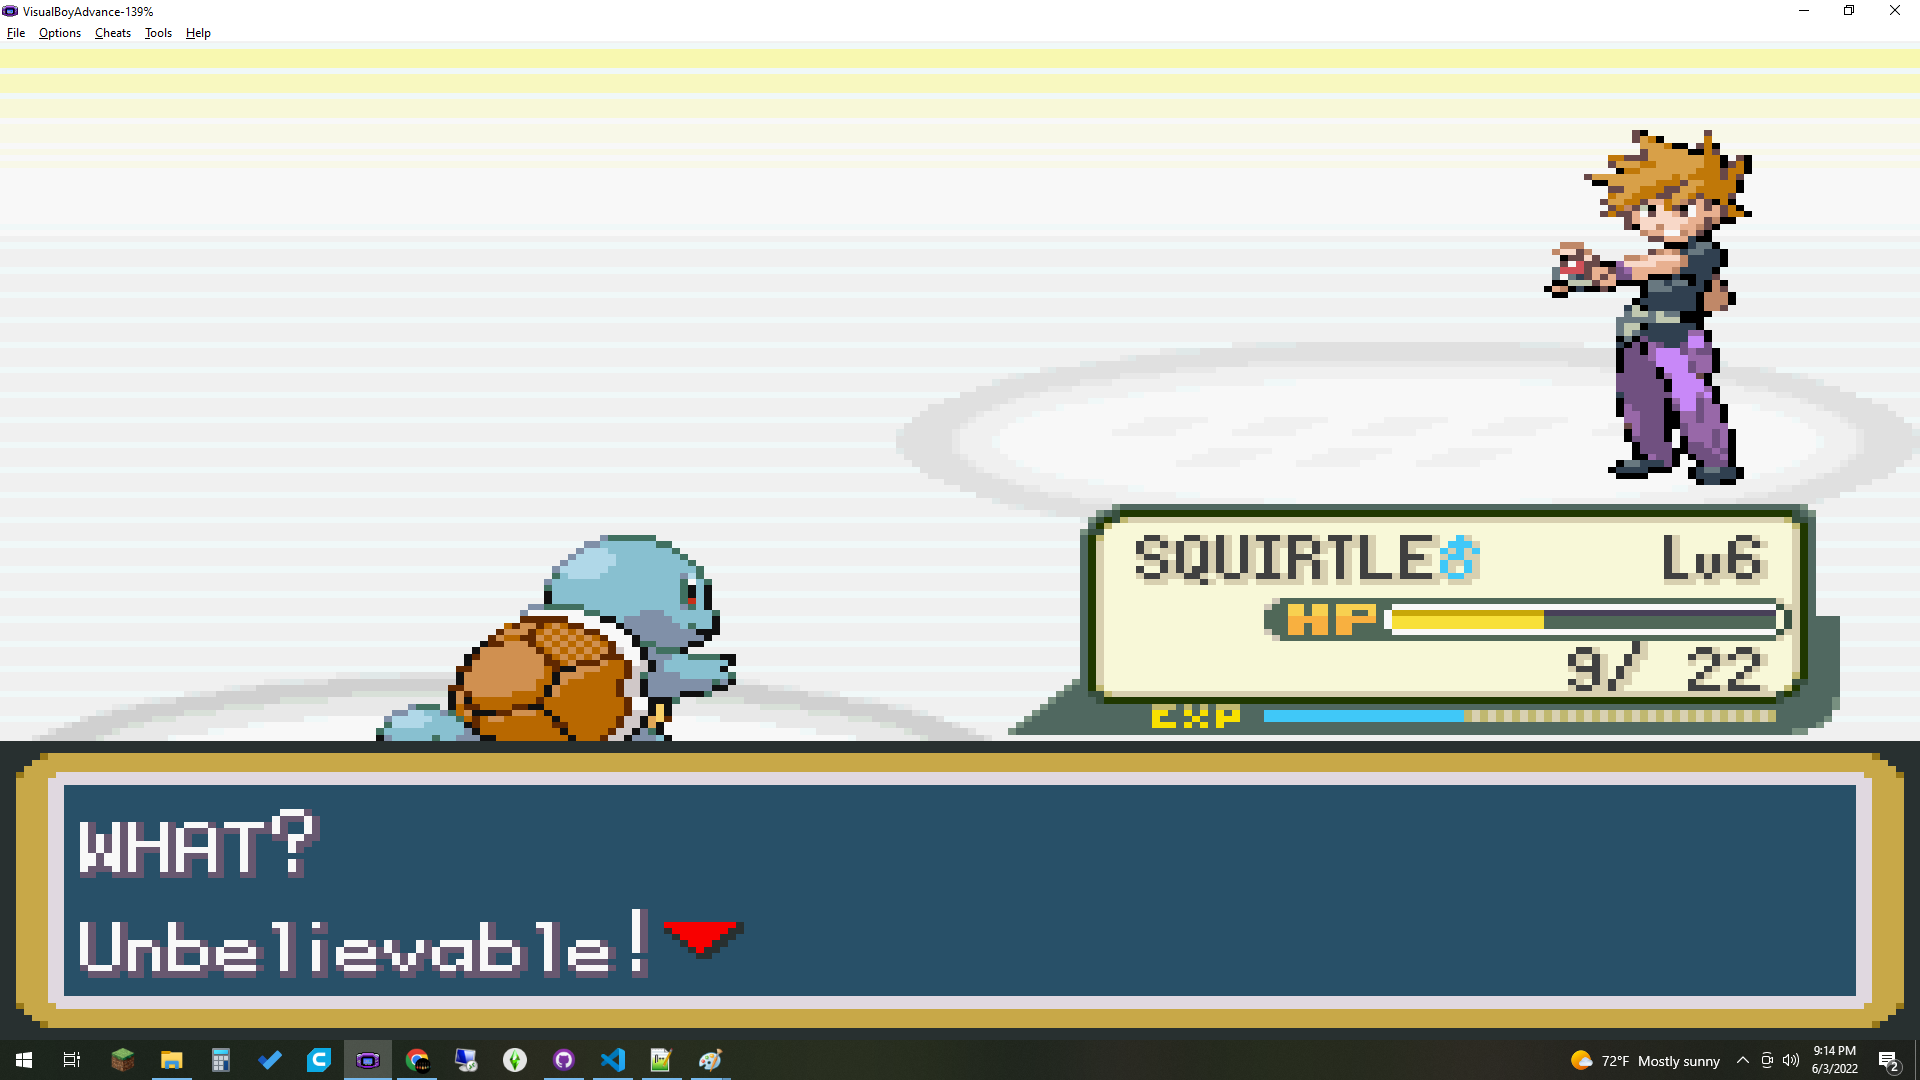 VisualBoyAdvance-139%
File Options Cheats Tools Help
SQUIRTLE♂ Lv6
HP
9/ 22
EXP
WHAT?
Unbelievable!
72°F Mostly sunny
9:14 PM
6/3/2022
2